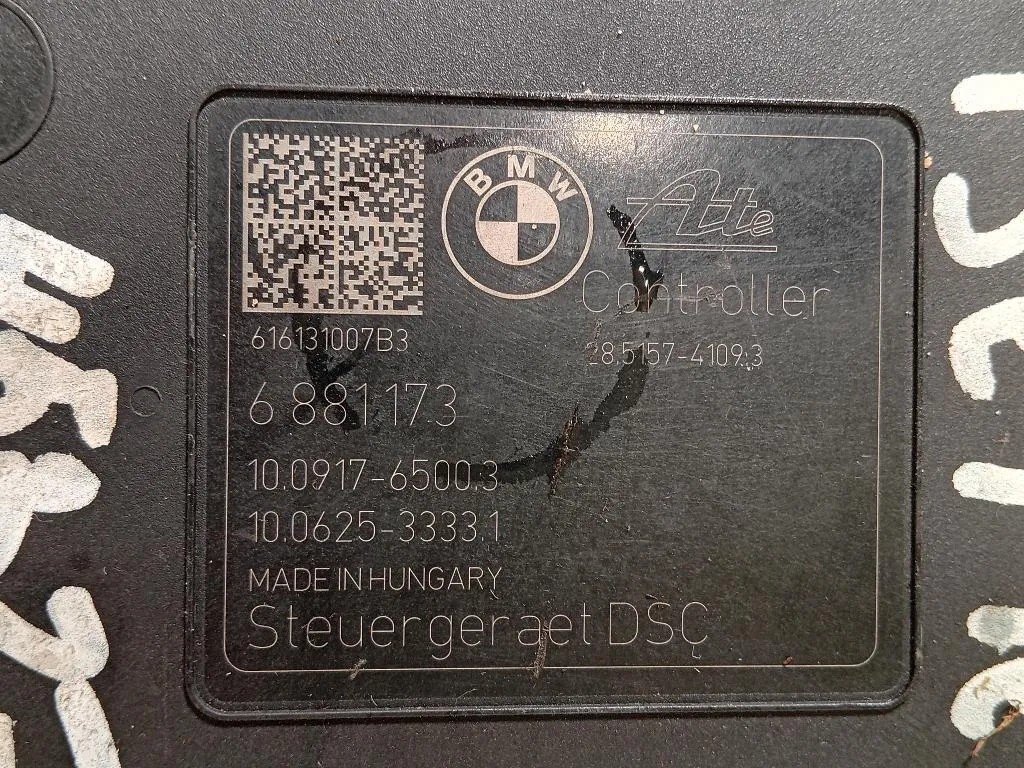 BMW
Ate
Controller
616131007B3
28.5157-4109.3
6 881 173
10.0917-6500.3
10.0625-3333.1
MADE IN HUNGARY
Steuergeraet DSC